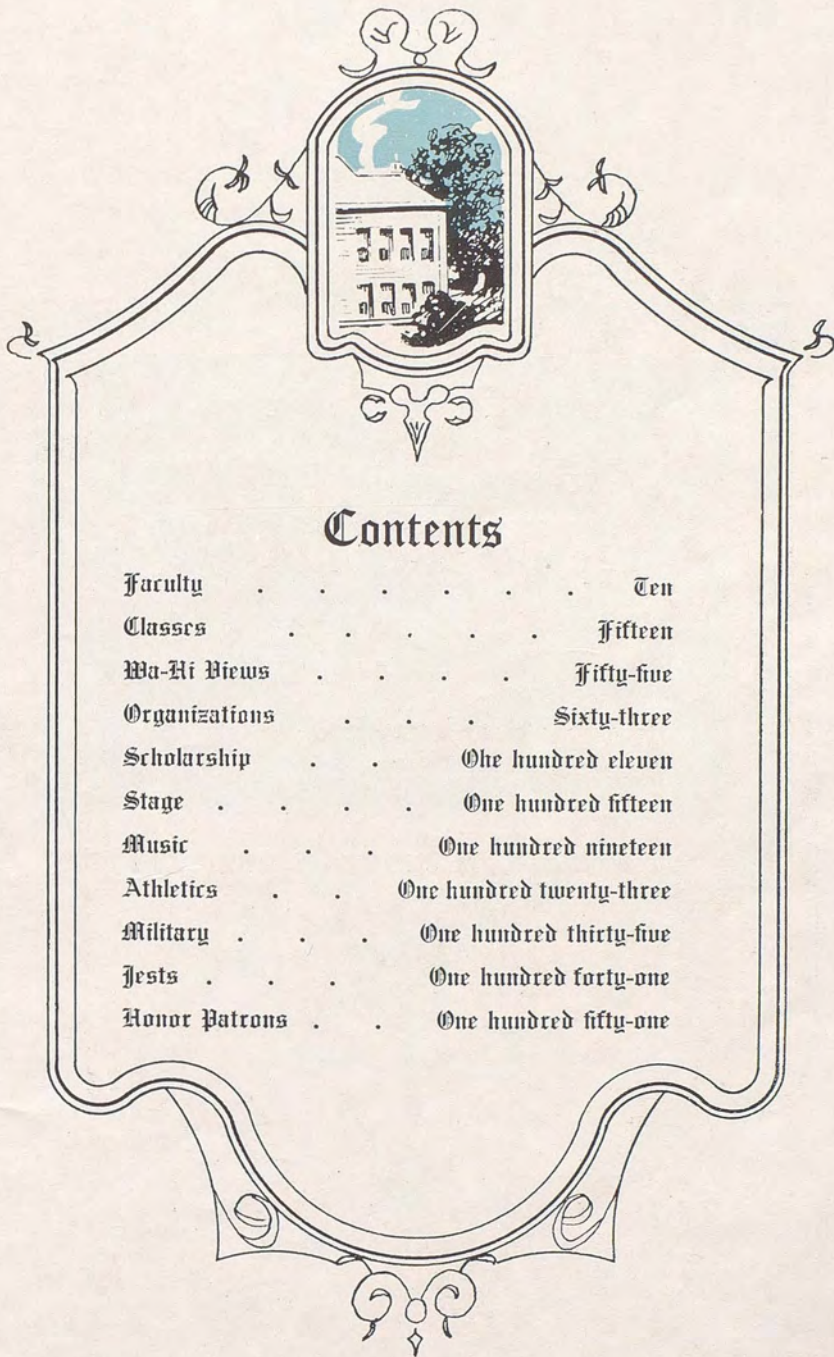 Contents
Faculty . . . . . . Ten
Classes . . . . . Fifteen
Wa-Hi Views . . . . Fifty-five
Organizations . . . Sixty-three
Scholarship . . Ohe hundred eleven
Stage . . . . One hundred fifteen
Music . . . One hundred nineteen
Athletics . . One hundred twenty-three
Military . . . One hundred thirty-five
Jests . . . One hundred forty-one
Honor Patrons . . One hundred fifty-one